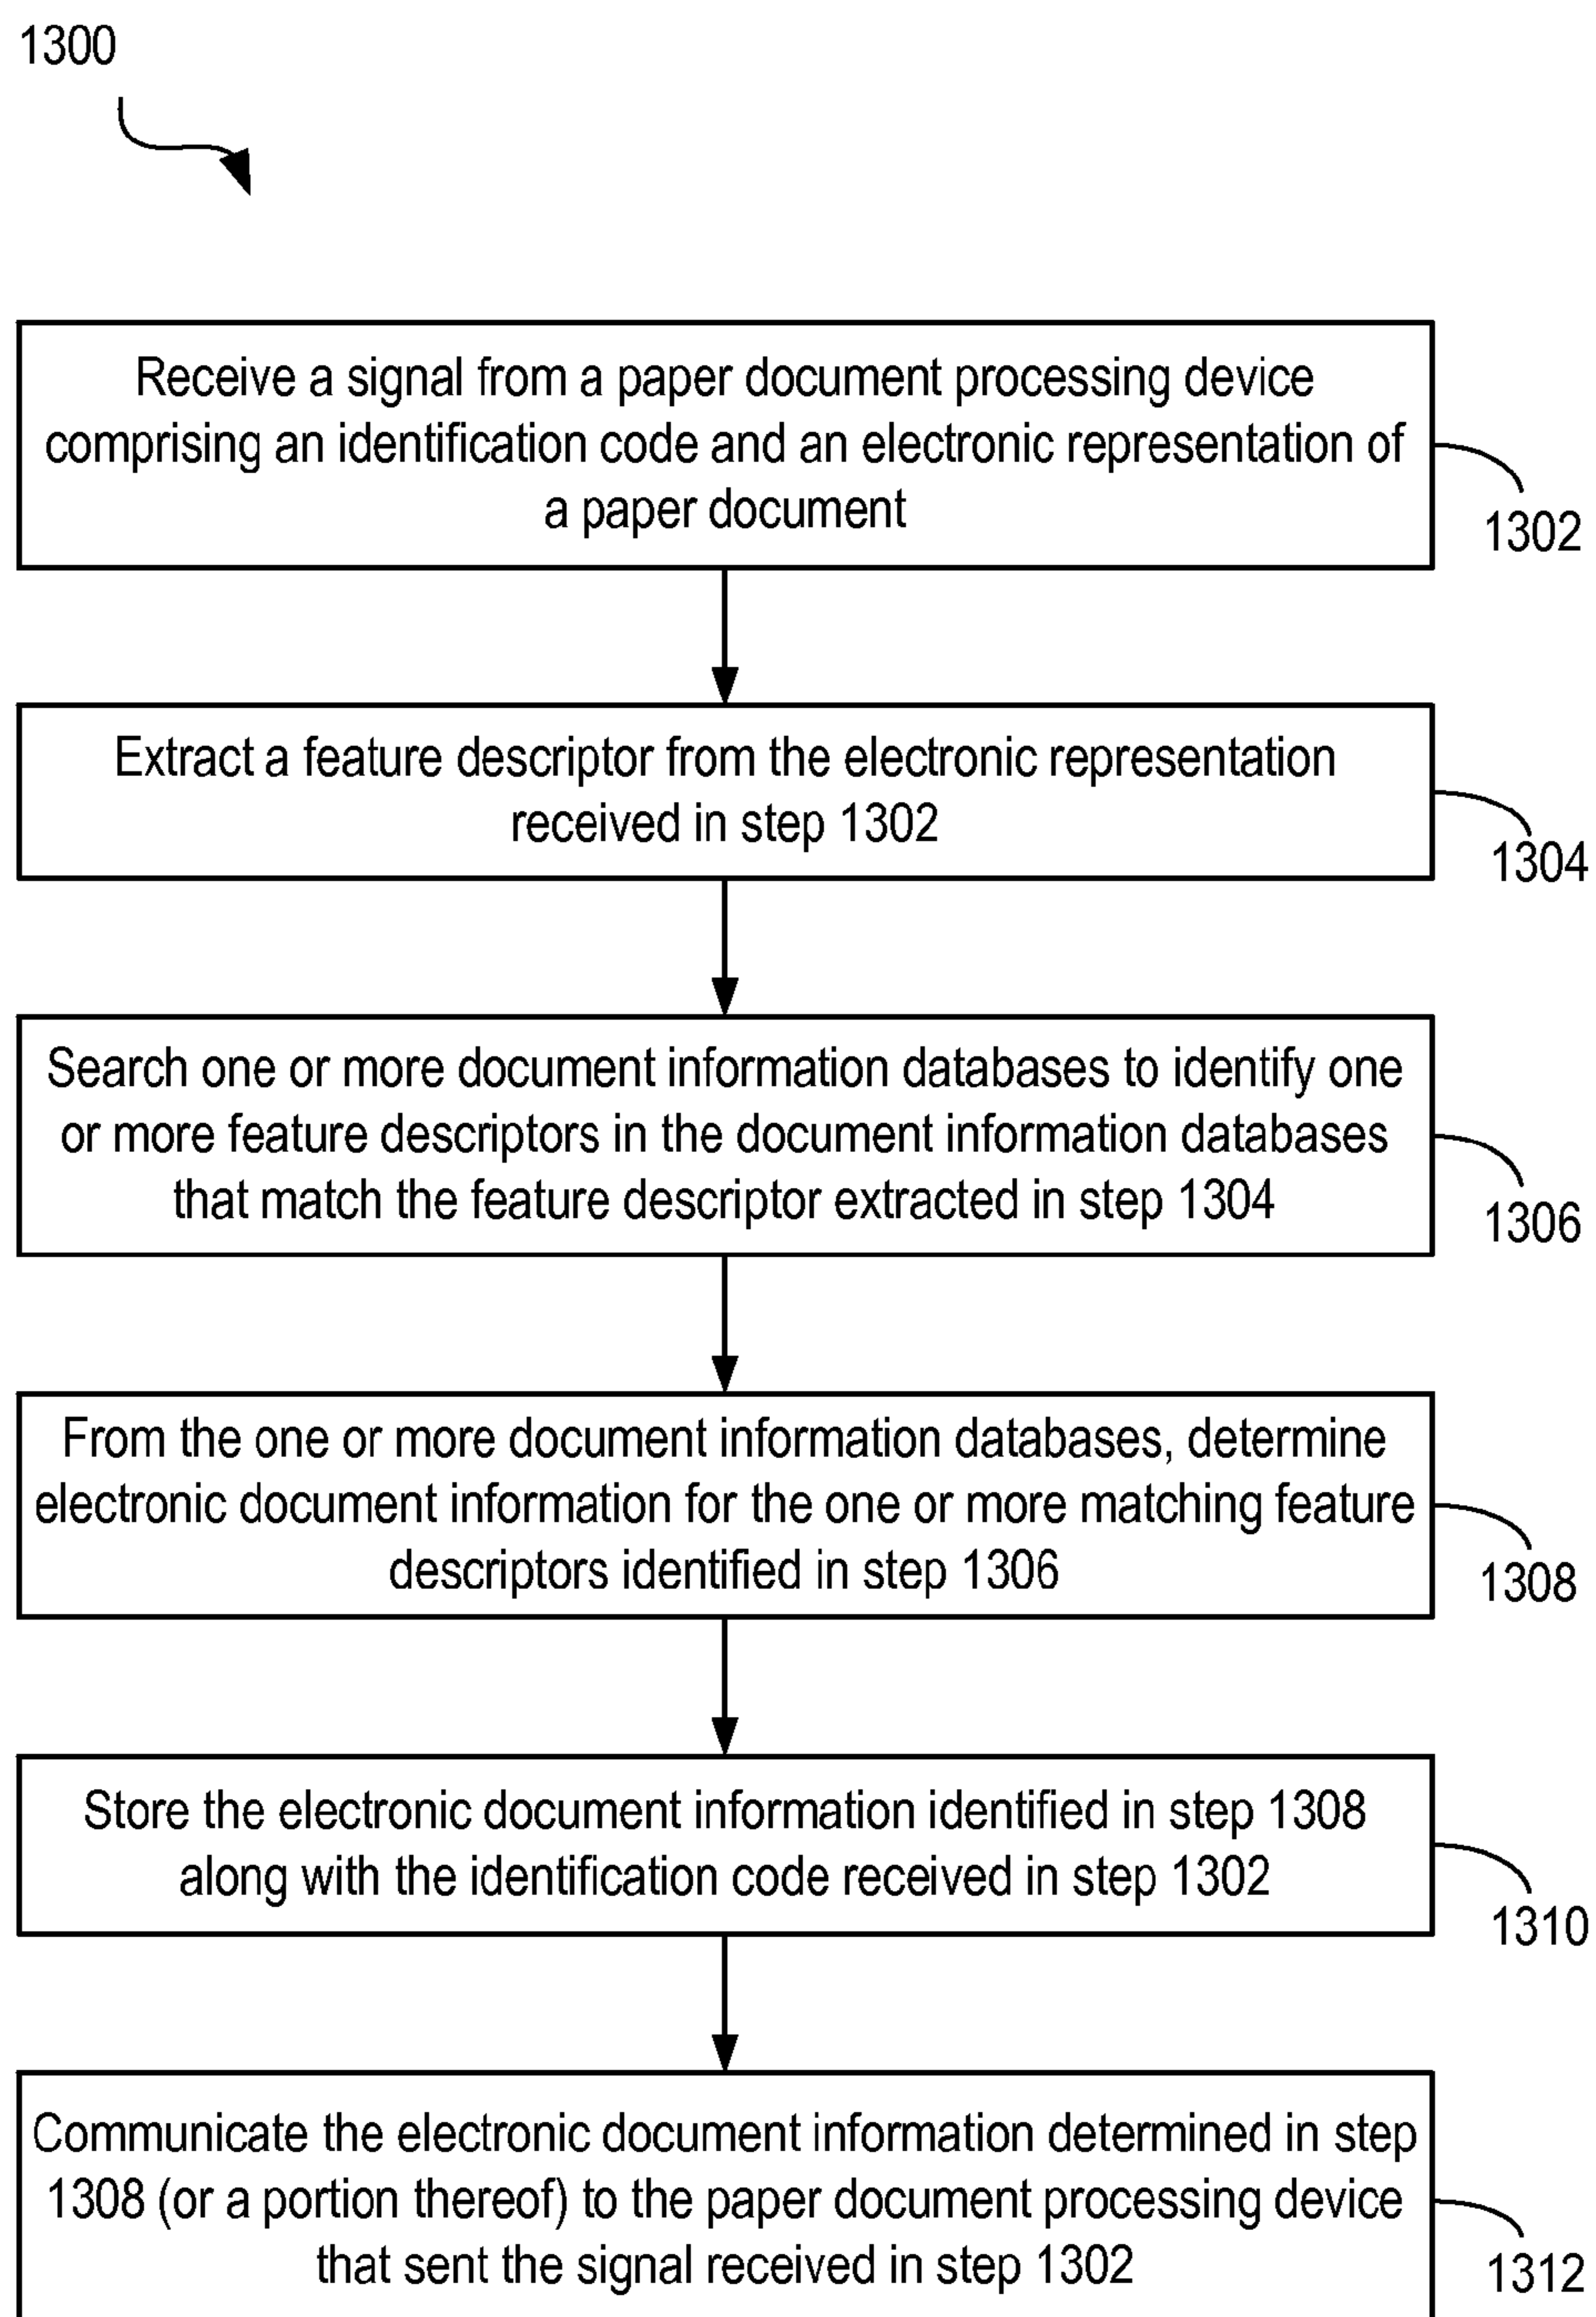 1300
Receive a signal from a paper document processing device
comprising an identification code and an electronic representation of
a paper document
1302
Extract a feature descriptor from the electronic representation
received in step 1302
1304
Search one or more document information databases to identify one
or more feature descriptors in the document information databases
that match the feature descriptor extracted in step 1304
1306
From the one or more document information databases, determine
electronic document information for the one or more matching feature
descriptors identified in step 1306
1308
Store the electronic document information identified in step 1308
along with the identification code received in step 1302
1310
Communicate the electronic document information determined in step
1308 (or a portion thereof) to the paper document processing device
that sent the signal received in step 1302
1312